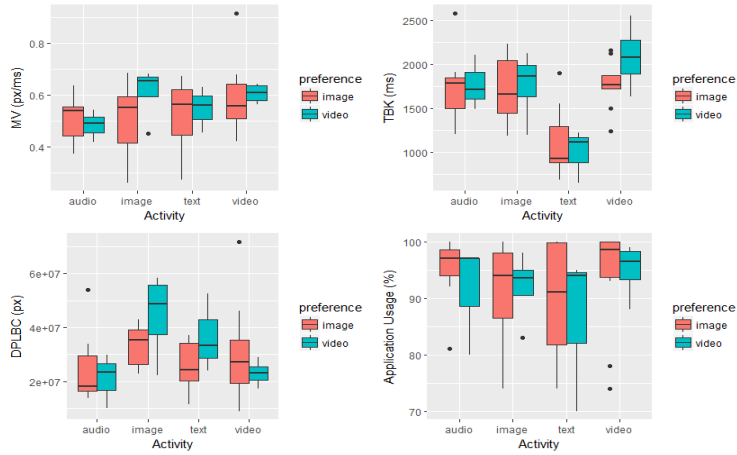 MV (px/ms)
0.8
0.6
0.4
audio image text video
Activity
preference
image
video
TBK (ms)
2500
2000
1500
1000
audio image text video
Activity
preference
image
video
DPLBC (px)
6e+07
4e+07
2e+07
audio image text video
Activity
preference
image
video
Application Usage (%)
100
90
80
70
audio image text video
Activity
preference
image
video